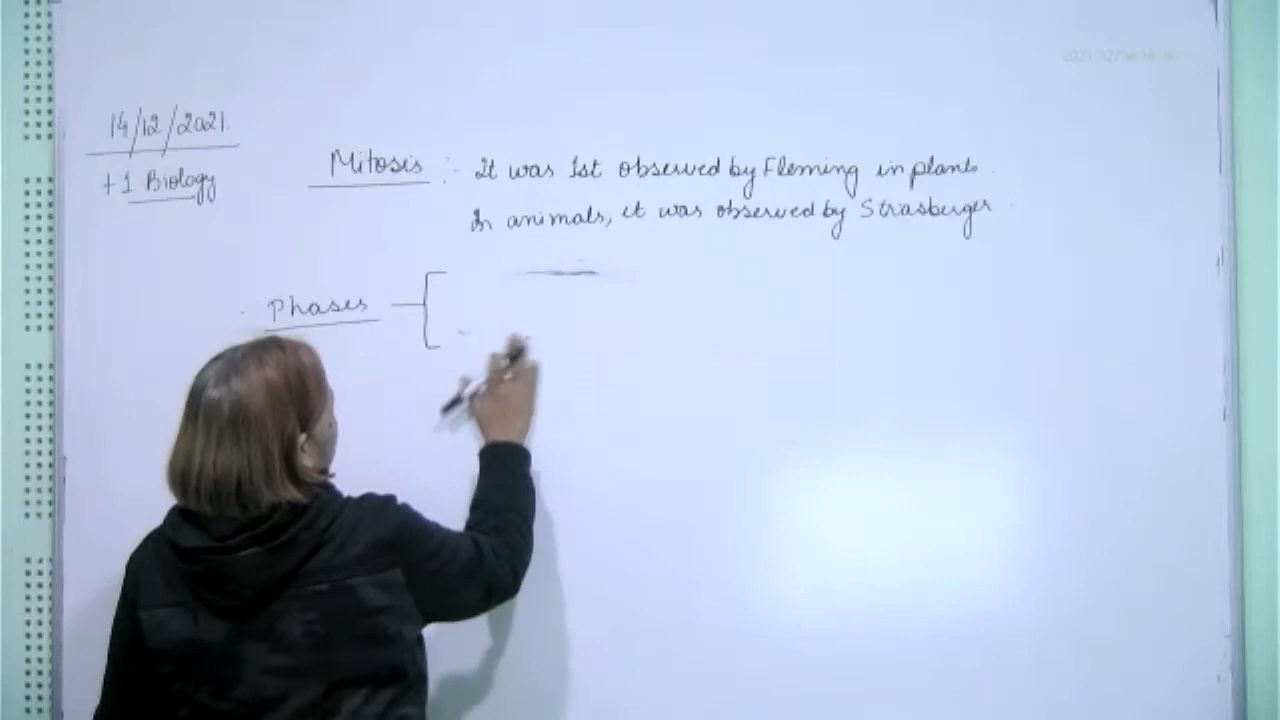 14/12/2021.
+1 Biology
Mitosis :- It was 1st observed by Fleming in plants.
In animals, it was observed by Strasberger
Phases